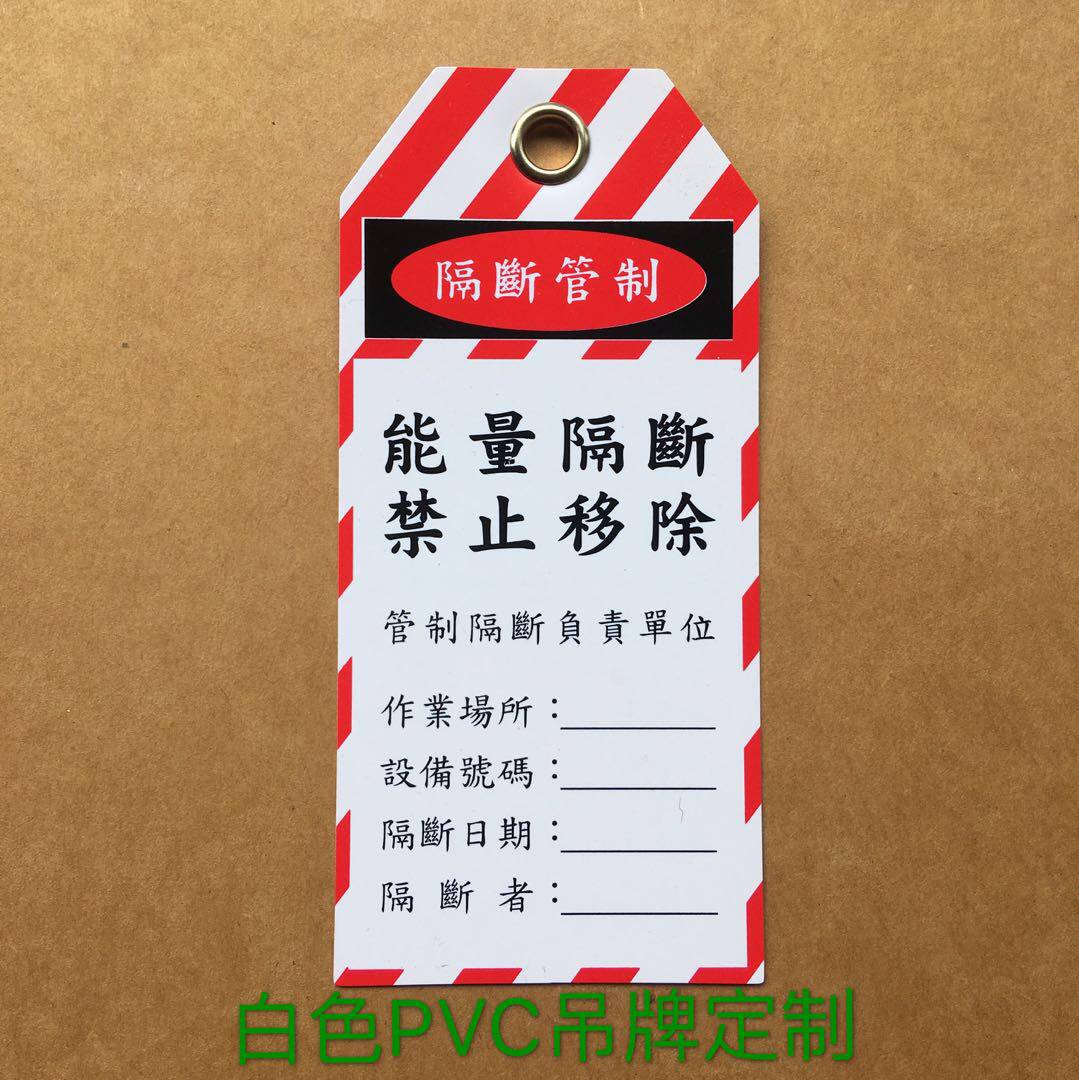 隔斷管制
能量隔斷
禁止移除
管制隔斷負責單位
作業場所：
設備號碼：
隔斷日期：
隔斷者：
白色PVC吊牌定制